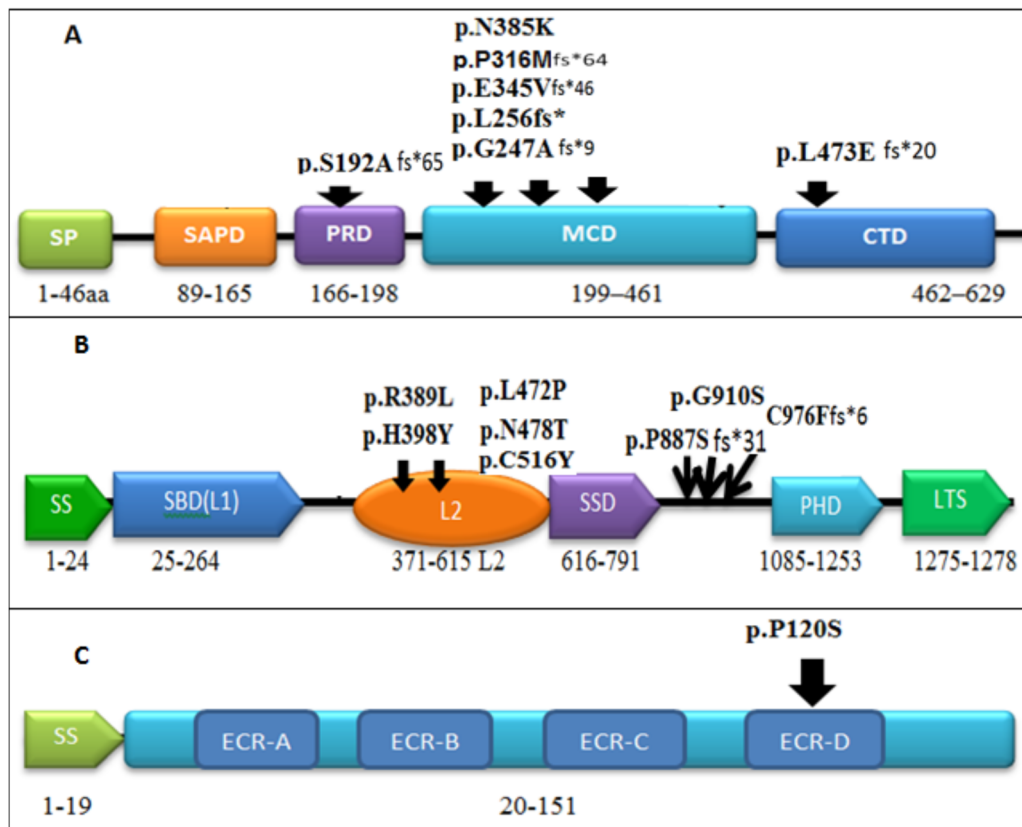 A
p.N385K
p.P316Mfs*64
p.E345Vfs*46
p.L256fs*
p.G247A fs*9
p.S192A fs*65
p.L473E fs*20
SP
SAPD
PRD
MCD
CTD
1-46aa
89-165
166-198
199–461
462–629
B
p.R389L
p.H398Y
p.L472P
p.N478T
p.C516Y
p.G910S
C976Ffs*6
p.P887S fs*31
SS
SBD(L1)
L2
SSD
PHD
LTS
1-24
25-264
371-615 L2
616-791
1085-1253
1275-1278
C
p.P120S
SS
ECR-A
ECR-B
ECR-C
ECR-D
1-19
20-151